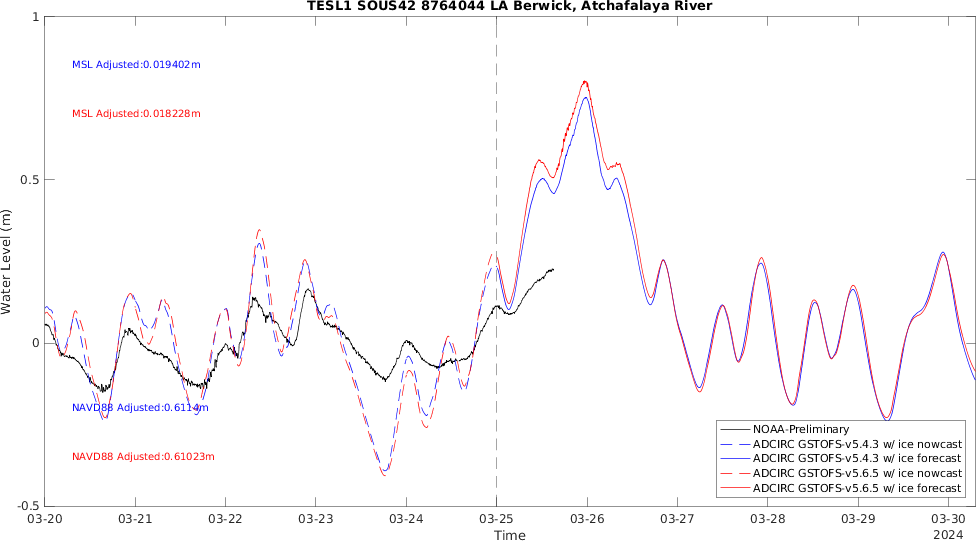 TESL1 SOUS42 8764044 LA Berwick, Atchafalaya River
1
MSL Adjusted:0.019402m
MSL Adjusted:0.018228m
0.5
Water Level (m)
0
NAVD88 Adjusted:0.6114m
NAVD88 Adjusted:0.61023m
-0.5
NOAA-Preliminary
ADCIRC GSTOFS-v5.4.3 w/ ice nowcast
ADCIRC GSTOFS-v5.4.3 w/ ice forecast
ADCIRC GSTOFS-v5.6.5 w/ ice nowcast
ADCIRC GSTOFS-v5.6.5 w/ ice forecast
03-20 03-21 03-22 03-23 03-24 03-25 03-26 03-27 03-28 03-29 03-30
2024
Time